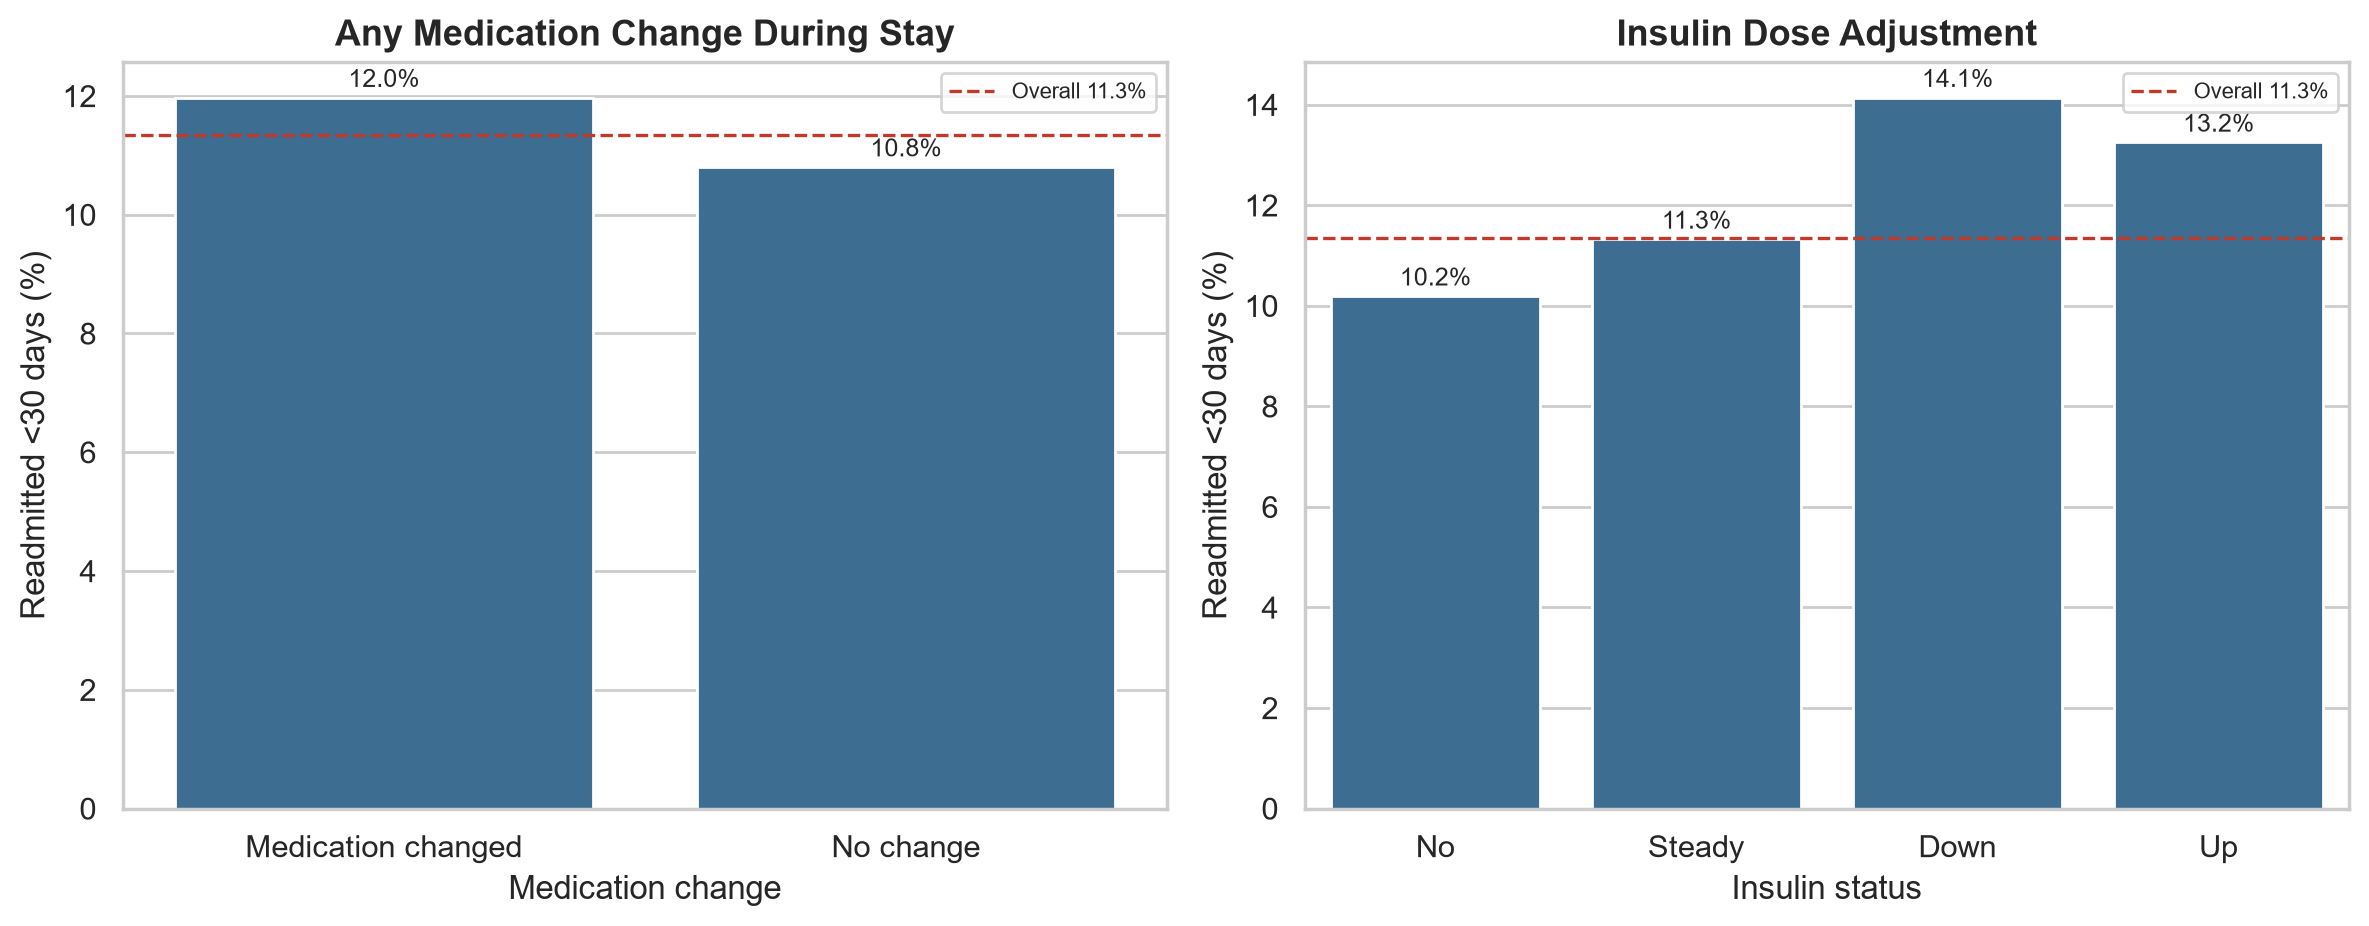 Any Medication Change During Stay
Overall 11.3%
12.0%
10.8%
12
10
8
6
4
2
0
Readmitted <30 days (%)
Medication changed
No change
Medication change
Insulin Dose Adjustment
Overall 11.3%
14.1%
13.2%
11.3%
10.2%
14
12
10
8
6
4
2
0
Readmitted <30 days (%)
No
Steady
Down
Up
Insulin status